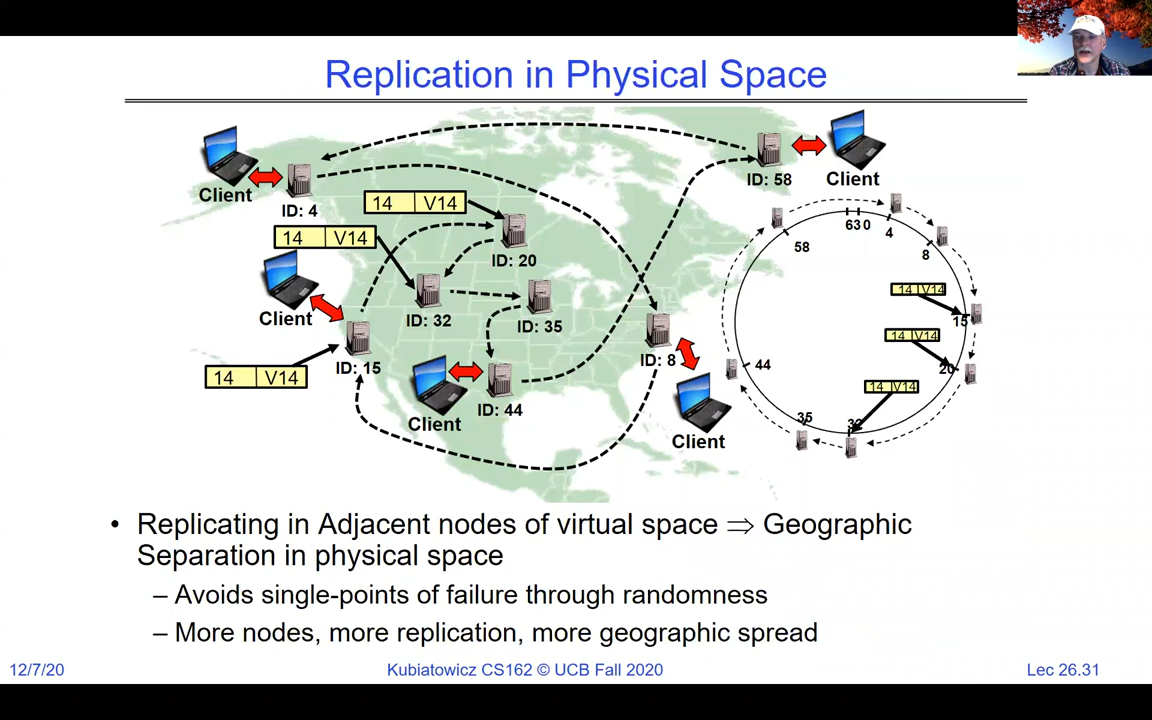 Replication in Physical Space
Client
ID: 4
14 V14
14 V14
ID: 20
Client
ID: 32
ID: 35
ID: 15
14 V14
Client
ID: 44
ID: 8
Client
ID: 58
Client
63 0
4
8
58
14 V14
15
14 V14
20
14 V14
44
35
• Replicating in Adjacent nodes of virtual space ⇒ Geographic
Separation in physical space
– Avoids single-points of failure through randomness
– More nodes, more replication, more geographic spread
12/7/20
Kubiatowicz CS162 © UCB Fall 2020
Lec 26.31